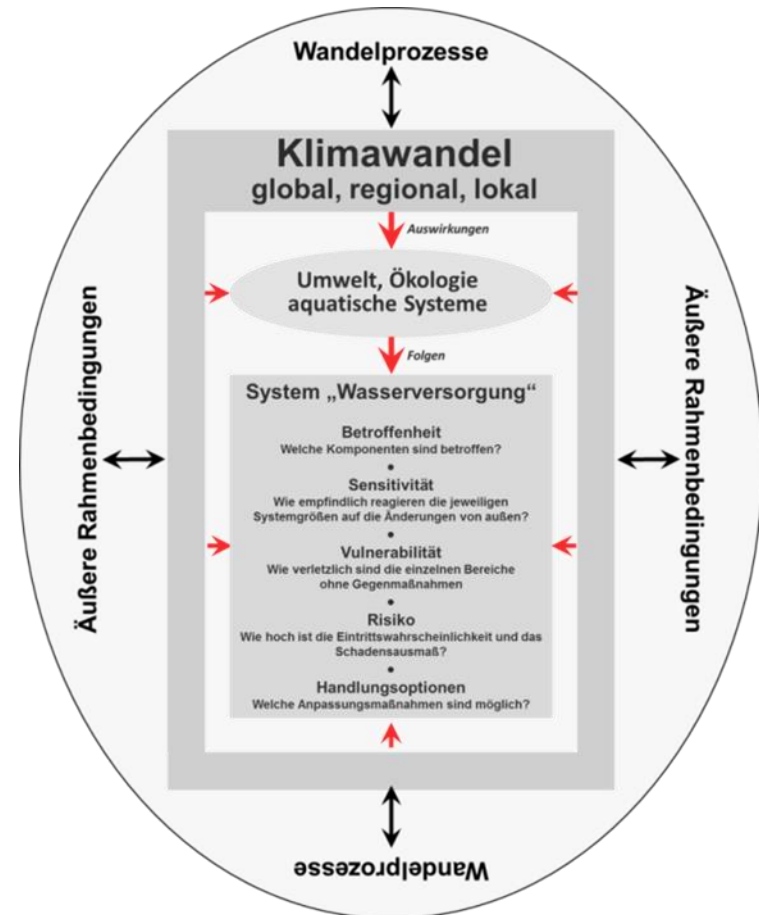 Wandelprozesse
Klimawandel
global, regional, lokal
Auswirkungen
Umwelt, Ökologie
aquatische Systeme
Folgen
Äußere Rahmenbedingungen
Äußere Rahmenbedingungen
System „Wasserversorgung“
Betroffenheit
Welche Komponenten sind betroffen?
•
Sensitivität
Wie empfindlich reagieren die jeweiligen
Systemgrößen auf die Änderungen von außen?
•
Vulnerabilität
Wie verletzlich sind die einzelnen Bereiche
ohne Gegenmaßnahmen
•
Risiko
Wie hoch ist die Eintrittswahrscheinlichkeit und das
Schadensausmaß?
•
Handlungsoptionen
Welche Anpassungsmaßnahmen sind möglich?
Wandelprozesse